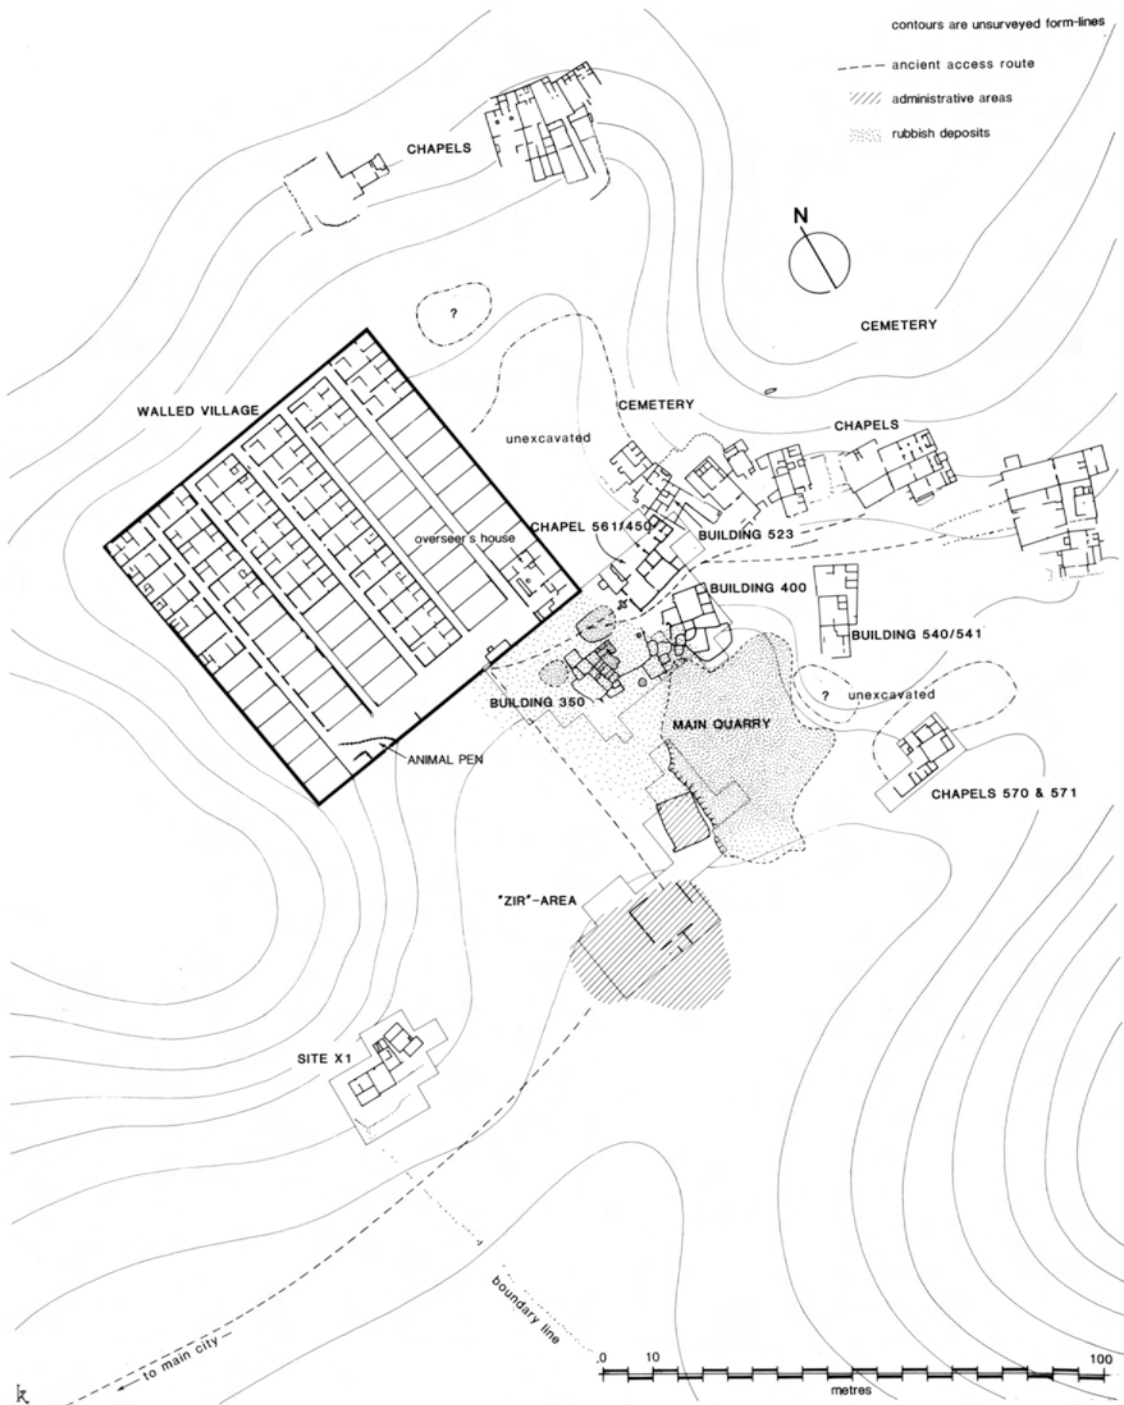 contours are unsurveyed form-lines
ancient access route
administrative areas
rubbish deposits
CHAPELS
N
?
CEMETERY
WALLED VILLAGE
CEMETERY
CHAPELS
unexcavated
CHAPEL 561/450
BUILDING 523
overseer's house
BUILDING 400
BUILDING 540/541
? unexcavated
BUILDING 350
MAIN QUARRY
ANIMAL PEN
CHAPELS 570 & 571
"ZIR"-AREA
SITE X1
boundary line
to main city
0 10 100
metres